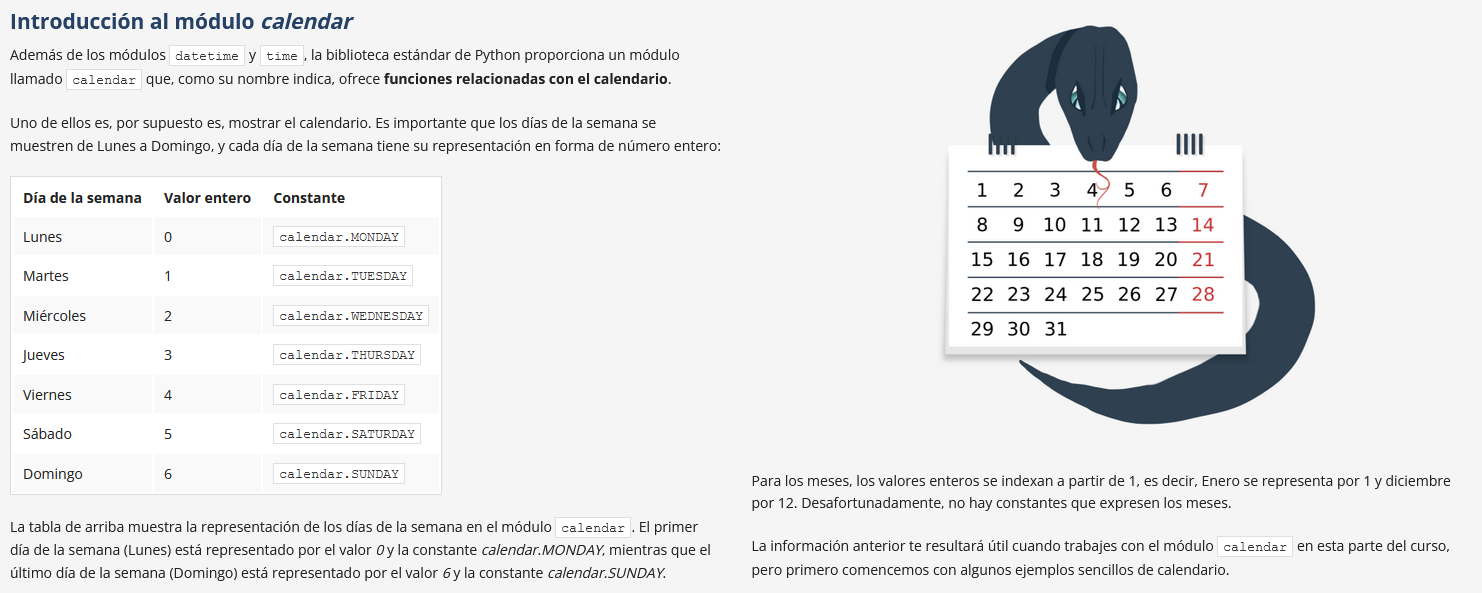 Introducción al módulo calendar
Además de los módulos datetime y time, la biblioteca estándar de Python proporciona un módulo
llamado calendar que, como su nombre indica, ofrece funciones relacionadas con el calendario.
Uno de ellos es, por supuesto es, mostrar el calendario. Es importante que los días de la semana se
muestren de Lunes a Domingo, y cada día de la semana tiene su representación en forma de número entero:
Día de la semana Valor entero Constante
Lunes 0 calendar.MONDAY
Martes 1 calendar.TUESDAY
Miércoles 2 calendar.WEDNESDAY
Jueves 3 calendar.THURSDAY
Viernes 4 calendar.FRIDAY
Sábado 5 calendar.SATURDAY
Domingo 6 calendar.SUNDAY
La tabla de arriba muestra la representación de los días de la semana en el módulo calendar. El primer
día de la semana (Lunes) está representado por el valor 0 y la constante calendar.MONDAY, mientras que el
último día de la semana (Domingo) está representado por el valor 6 y la constante calendar.SUNDAY.
1 2 3 4 5 6 7
8 9 10 11 12 13 14
15 16 17 18 19 20 21
22 23 24 25 26 27 28
29 30 31
Para los meses, los valores enteros se indexan a partir de 1, es decir, Enero se representa por 1 y diciembre
por 12. Desafortunadamente, no hay constantes que expresen los meses.
La información anterior te resultará útil cuando trabajes con el módulo calendar en esta parte del curso,
pero primero comencemos con algunos ejemplos sencillos de calendario.